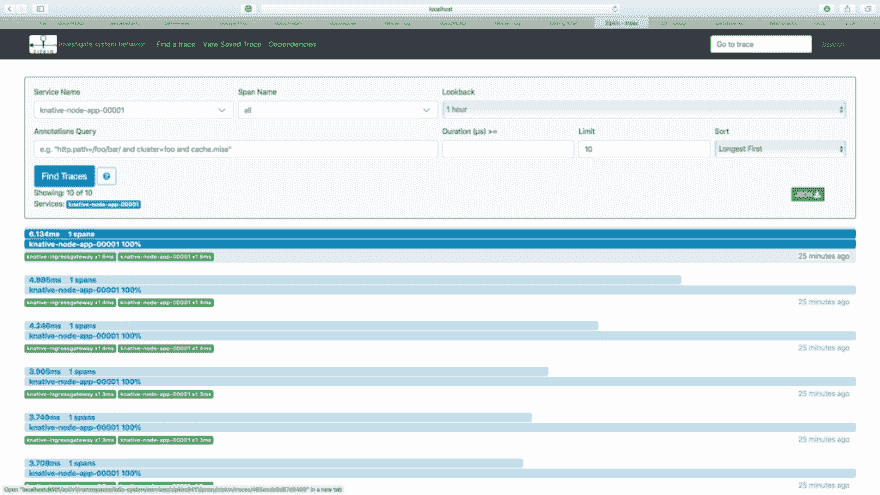 localhost
ZIPKIN Investigate system behavior Find a trace View Saved Trace Dependencies Go to trace Search
Service Name Span Name Lookback
knative-node-app-00001 all 1 hour
Annotations Query Duration (μs) >= Limit Sort
e.g. "http.path=/foo/bar/ and cluster=foo and cache.miss" 10 Longest First
Find Traces ?
Showing: 10 of 10
Services: knative-node-app-00001 JSON
6.134ms 1 spans
knative-node-app-00001 100%
knative-ingressgateway x1 6ms knative-node-app-00001 x1 6ms 25 minutes ago
1 spans
knative-node-app-00001 100%
knative-ingressgateway x1 4ms knative-node-app-00001 x1 4ms 25 minutes ago
4.246ms 1 spans
knative-node-app-00001 100%
knative-ingressgateway x1 4ms knative-node-app-00001 x1 4ms 25 minutes ago
3.905ms 1 spans
knative-node-app-00001 100%
knative-ingressgateway x1 3ms knative-node-app-00001 x1 3ms 25 minutes ago
3.740ms 1 spans
knative-node-app-00001 100%
knative-ingressgateway x1 3ms knative-node-app-00001 x1 3ms 25 minutes ago
3.708ms 1 spans
knative-node-app-00001 100%
25 minutes ago
in a new tab